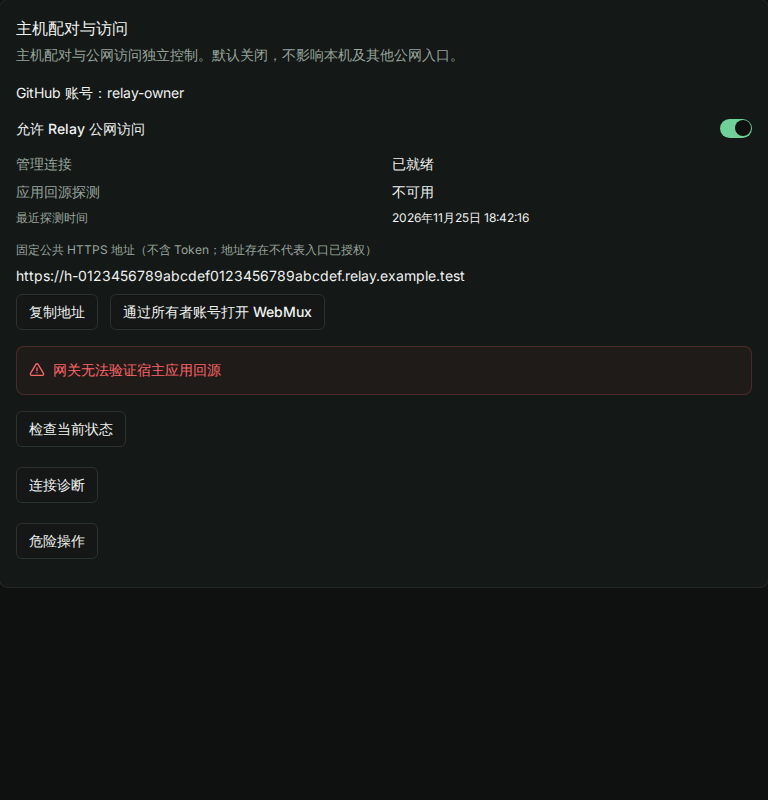 主机配对与访问
主机配对与公网访问独立控制。默认关闭，不影响本机及其他公网入口。
GitHub 账号：relay-owner
允许 Relay 公网访问
管理连接 已就绪
应用回源探测 不可用
最近探测时间 2026年11月25日 18:42:16
固定公共 HTTPS 地址（不含 Token；地址存在不代表入口已授权）
https://h-0123456789abcdef0123456789abcdef.relay.example.test
复制地址 通过所有者账号打开 WebMux
网关无法验证宿主应用回源
检查当前状态
连接诊断
危险操作